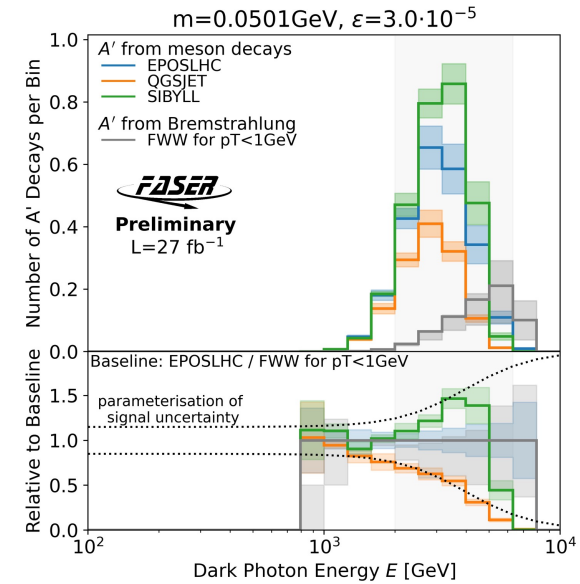 m=0.0501GeV, ε=3.0·10⁻⁵
Number of A' Decays per Bin
1.0
0.8
0.6
0.4
0.2
0.0
A′ from meson decays
EPOSLHC
QGSJET
SIBYLL
A′ from Bremstrahlung
FWW for pT<1GeV
FASER
Preliminary
L=27 fb⁻¹
Relative to Baseline
1.5
1.0
0.5
0.0
Baseline: EPOSLHC / FWW for pT<1GeV
parameterisation of
signal uncertainty
10² 10³ 10⁴
Dark Photon Energy E [GeV]